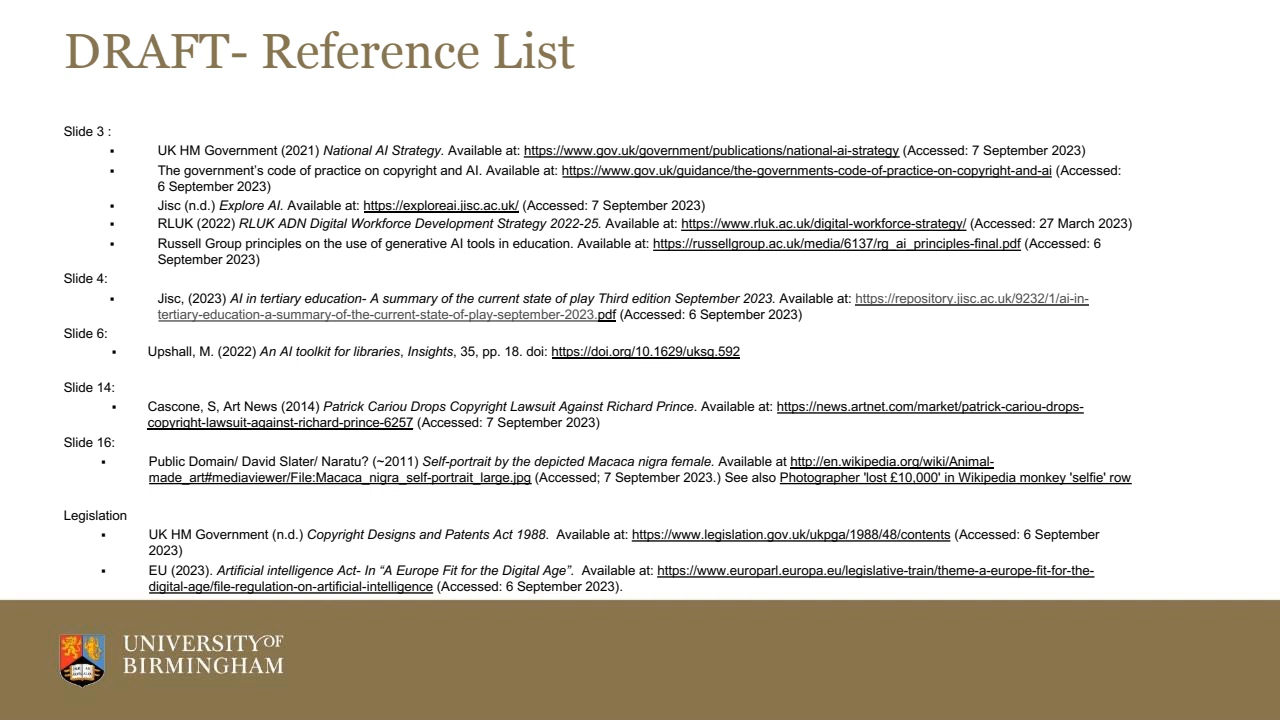 DRAFT- Reference List
Slide 3 :
▪ UK HM Government (2021) National AI Strategy. Available at: https://www.gov.uk/government/publications/national-ai-strategy (Accessed: 7 September 2023)
▪ The government’s code of practice on copyright and AI. Available at: https://www.gov.uk/guidance/the-governments-code-of-practice-on-copyright-and-ai (Accessed:
6 September 2023)
▪ Jisc (n.d.) Explore AI. Available at: https://exploreai.jisc.ac.uk/ (Accessed: 7 September 2023)
▪ RLUK (2022) RLUK ADN Digital Workforce Development Strategy 2022-25. Available at: https://www.rluk.ac.uk/digital-workforce-strategy/ (Accessed: 27 March 2023)
▪ Russell Group principles on the use of generative AI tools in education. Available at: https://russellgroup.ac.uk/media/6137/rg_ai_principles-final.pdf (Accessed: 6
September 2023)
Slide 4:
▪ Jisc, (2023) AI in tertiary education- A summary of the current state of play Third edition September 2023. Available at: https://repository.jisc.ac.uk/9232/1/ai-in-
tertiary-education-a-summary-of-the-current-state-of-play-september-2023.pdf (Accessed: 6 September 2023)
Slide 6:
▪ Upshall, M. (2022) An AI toolkit for libraries, Insights, 35, pp. 18. doi: https://doi.org/10.1629/uksg.592
Slide 14:
▪ Cascone, S, Art News (2014) Patrick Cariou Drops Copyright Lawsuit Against Richard Prince. Available at: https://news.artnet.com/market/patrick-cariou-drops-
copyright-lawsuit-against-richard-prince-6257 (Accessed: 7 September 2023)
Slide 16:
▪ Public Domain/ David Slater/ Naratu? (~2011) Self-portrait by the depicted Macaca nigra female. Available at http://en.wikipedia.org/wiki/Animal-
made_art#mediaviewer/File:Macaca_nigra_self-portrait_large.jpg (Accessed; 7 September 2023.) See also Photographer 'lost £10,000' in Wikipedia monkey 'selfie' row
Legislation
▪ UK HM Government (n.d.) Copyright Designs and Patents Act 1988. Available at: https://www.legislation.gov.uk/ukpga/1988/48/contents (Accessed: 6 September
2023)
▪ EU (2023). Artificial intelligence Act- In “A Europe Fit for the Digital Age”. Available at: https://www.europarl.europa.eu/legislative-train/theme-a-europe-fit-for-the-
digital-age/file-regulation-on-artificial-intelligence (Accessed: 6 September 2023).
UNIVERSITY OF
BIRMINGHAM